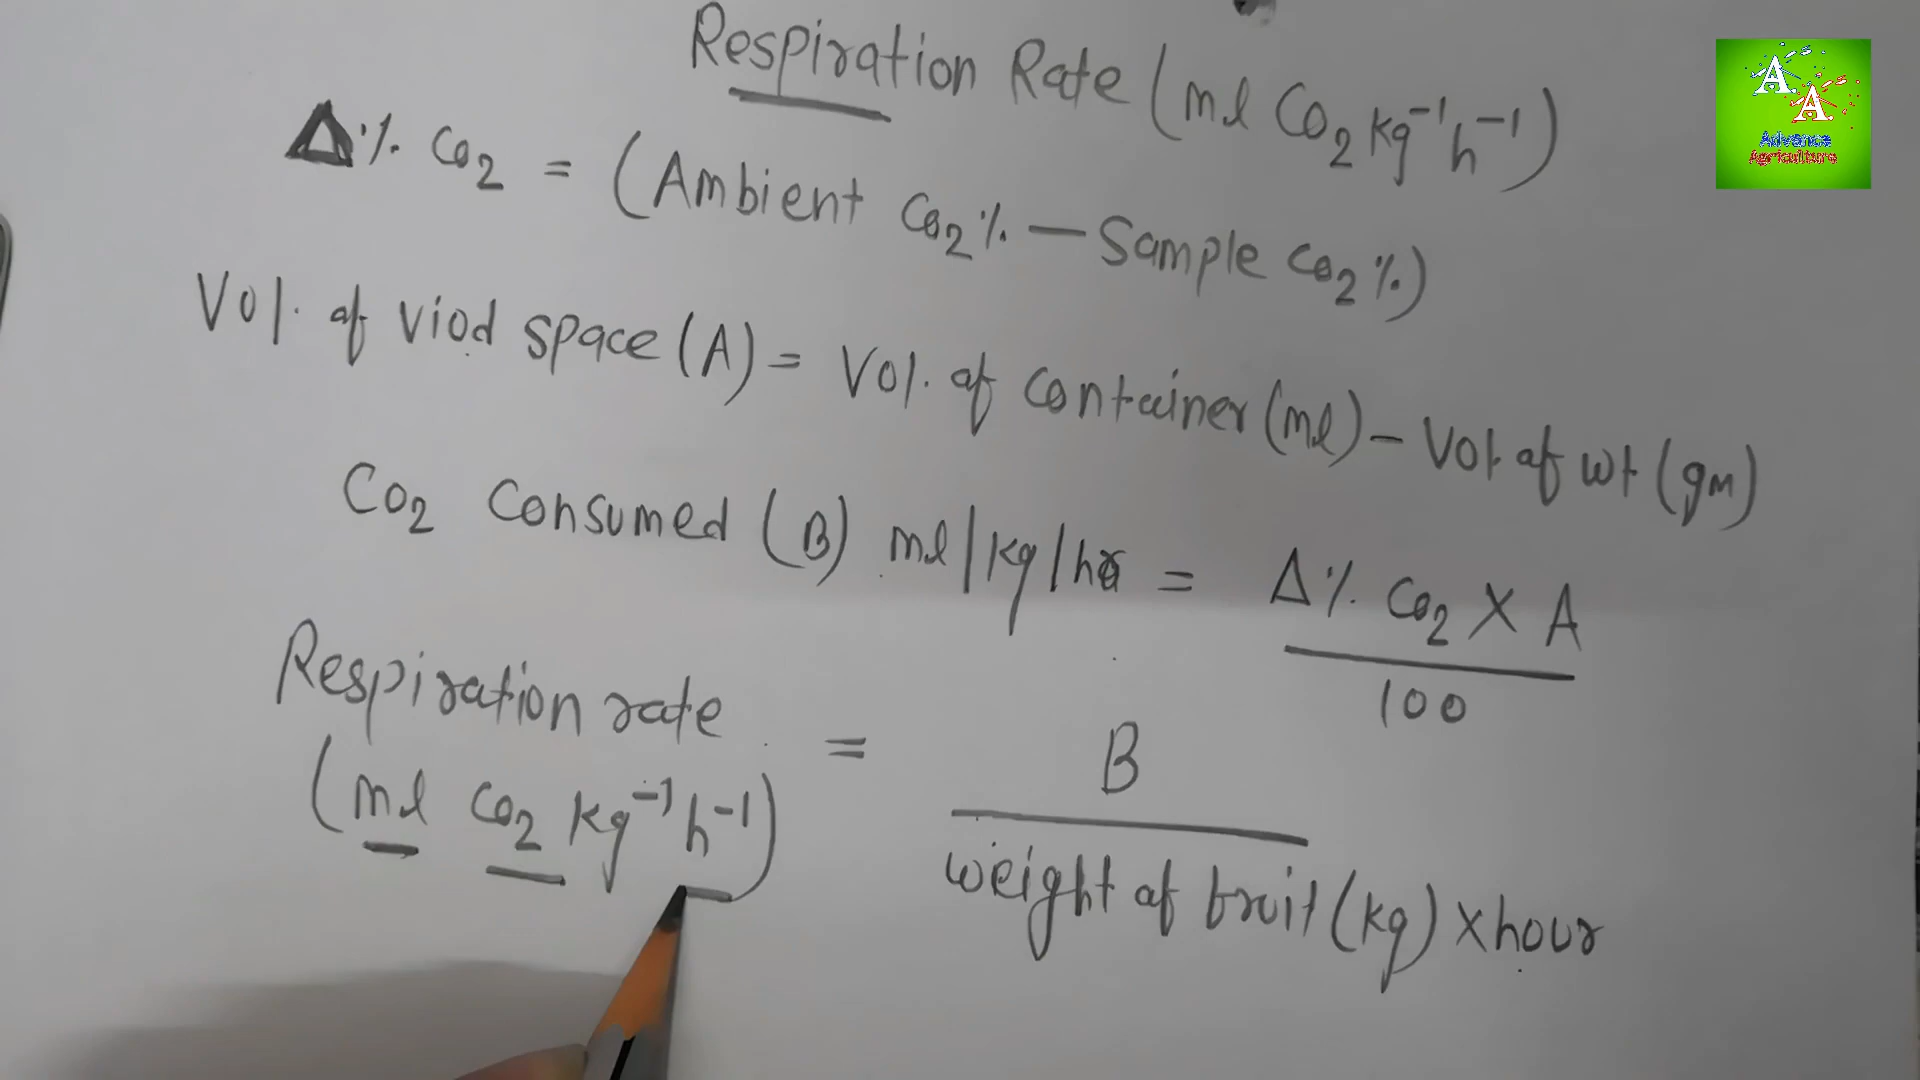 Respiration Rate (ml Co2 kg⁻¹ h⁻¹)
Δ% Co2 = (Ambient Co2% – Sample Co2%)
Vol. of Viod space (A) = Vol. of Container (ml) – Vol of wt (gm)
Co2 Consumed (B) ml/kg/hr = Δ% Co2 X A
100
Respiration rate
(ml Co2 kg⁻¹ h⁻¹) = B
weight of fruit (kg) X hour
A A
Advance
Agriculture